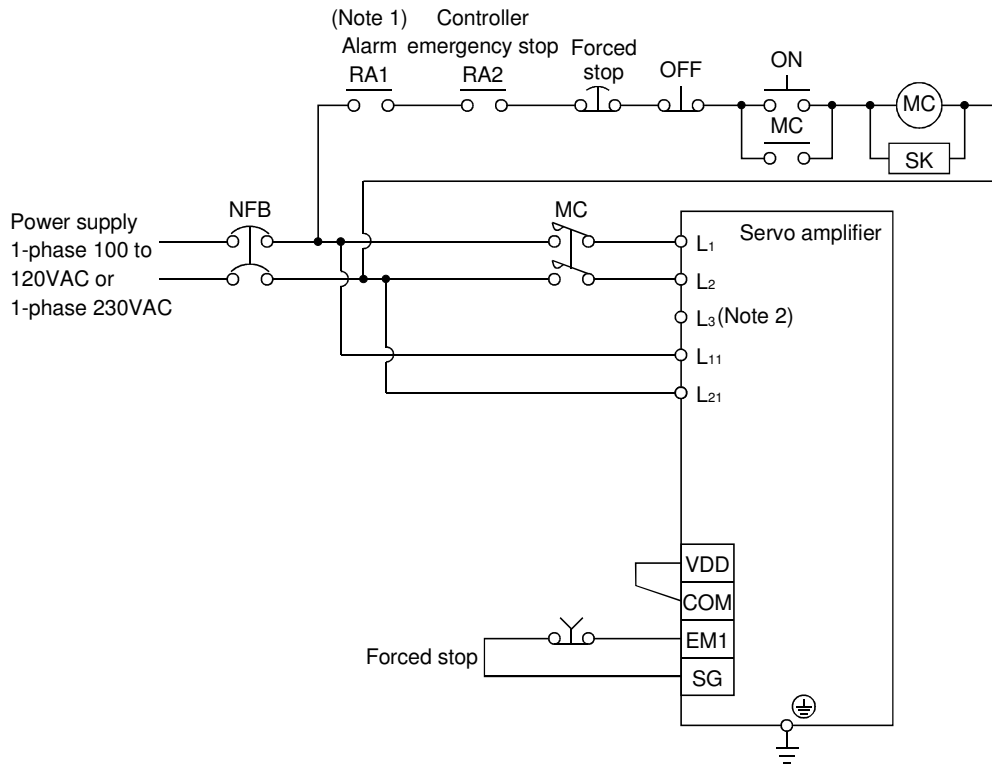 (Note 1)
Alarm
RA1
Controller
emergency stop
RA2
Forced
stop
OFF
ON
MC
MC
SK
Power supply
1-phase 100 to
120VAC or
1-phase 230VAC
NFB
MC
Servo amplifier
L1
L2
L3 (Note 2)
L11
L21
VDD
COM
EM1
SG
Forced stop